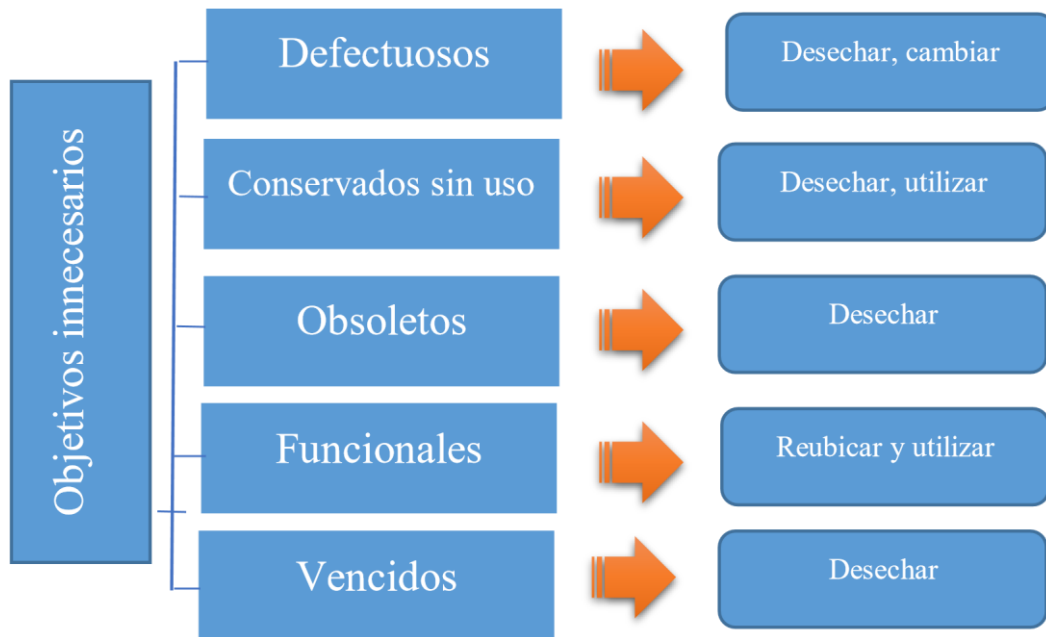 Objetivos innecesarios
Defectuosos
Desechar, cambiar
Conservados sin uso
Desechar, utilizar
Obsoletos
Desechar
Funcionales
Reubicar y utilizar
Vencidos
Desechar